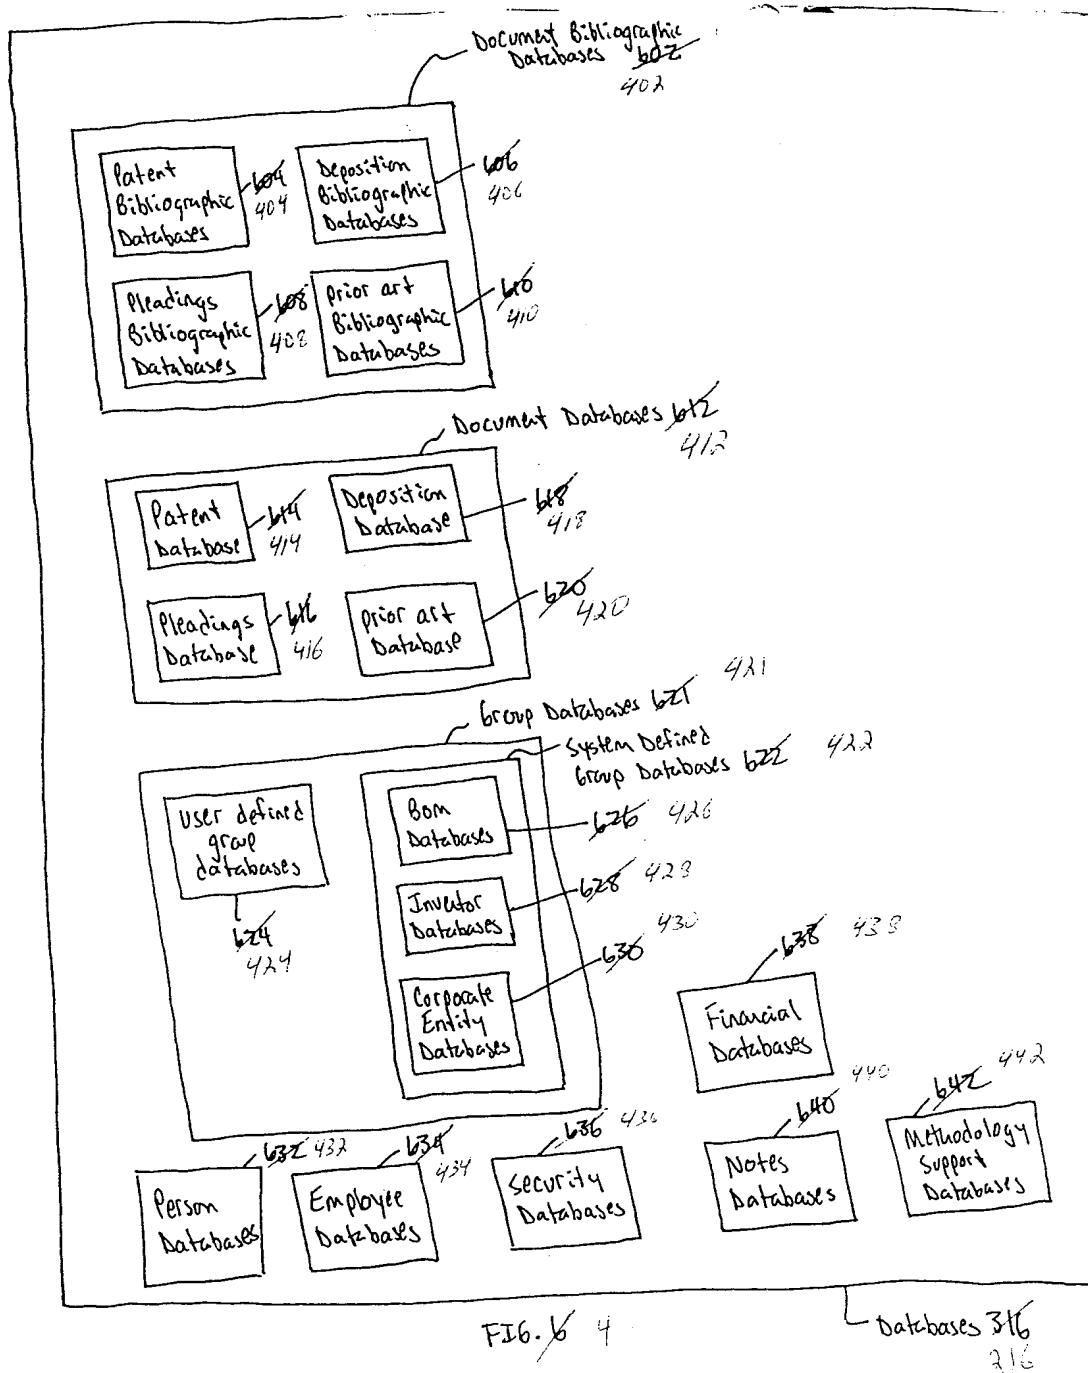 Document Bibliographic
Databases 602
402
Patent
Bibliographic
Databases
604
404
Deposition
Bibliographic
Databases
606
406
Pleadings
Bibliographic
Databases
608
408
prior art
Bibliographic
Databases
610
410
Document Databases 612
412
Patent
Database
614
414
Deposition
Database
618
418
Pleadings
Database
616
416
prior art
Database
620
420
Group Databases 621 421
System Defined
Group Databases 622 422
user defined
group
databases
624
424
Bom
Databases
626 426
Inventor
Databases
628 428
Corporate
Entity
Databases
630 430
638 438
Financial
Databases
632 432
Person
Databases
634
434
Employee
Databases
636 436
Security
Databases
640 440
Notes
Databases
642 442
Methodology
Support
Databases
Databases 316
216
FIG. 6 4